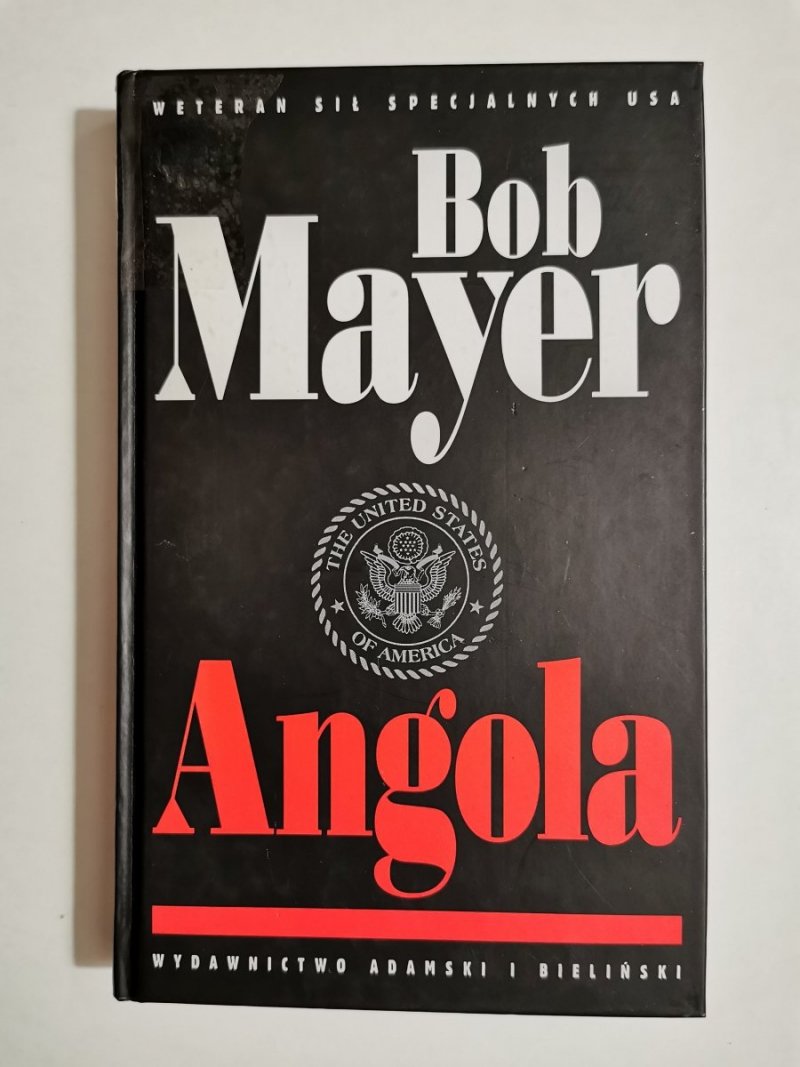 WETERAN SIŁ SPECJALNYCH USA
Bob
Mayer
THE UNITED STATES
OF AMERICA
Angola
WYDAWNICTWO ADAMSKI I BIELIŃSKI